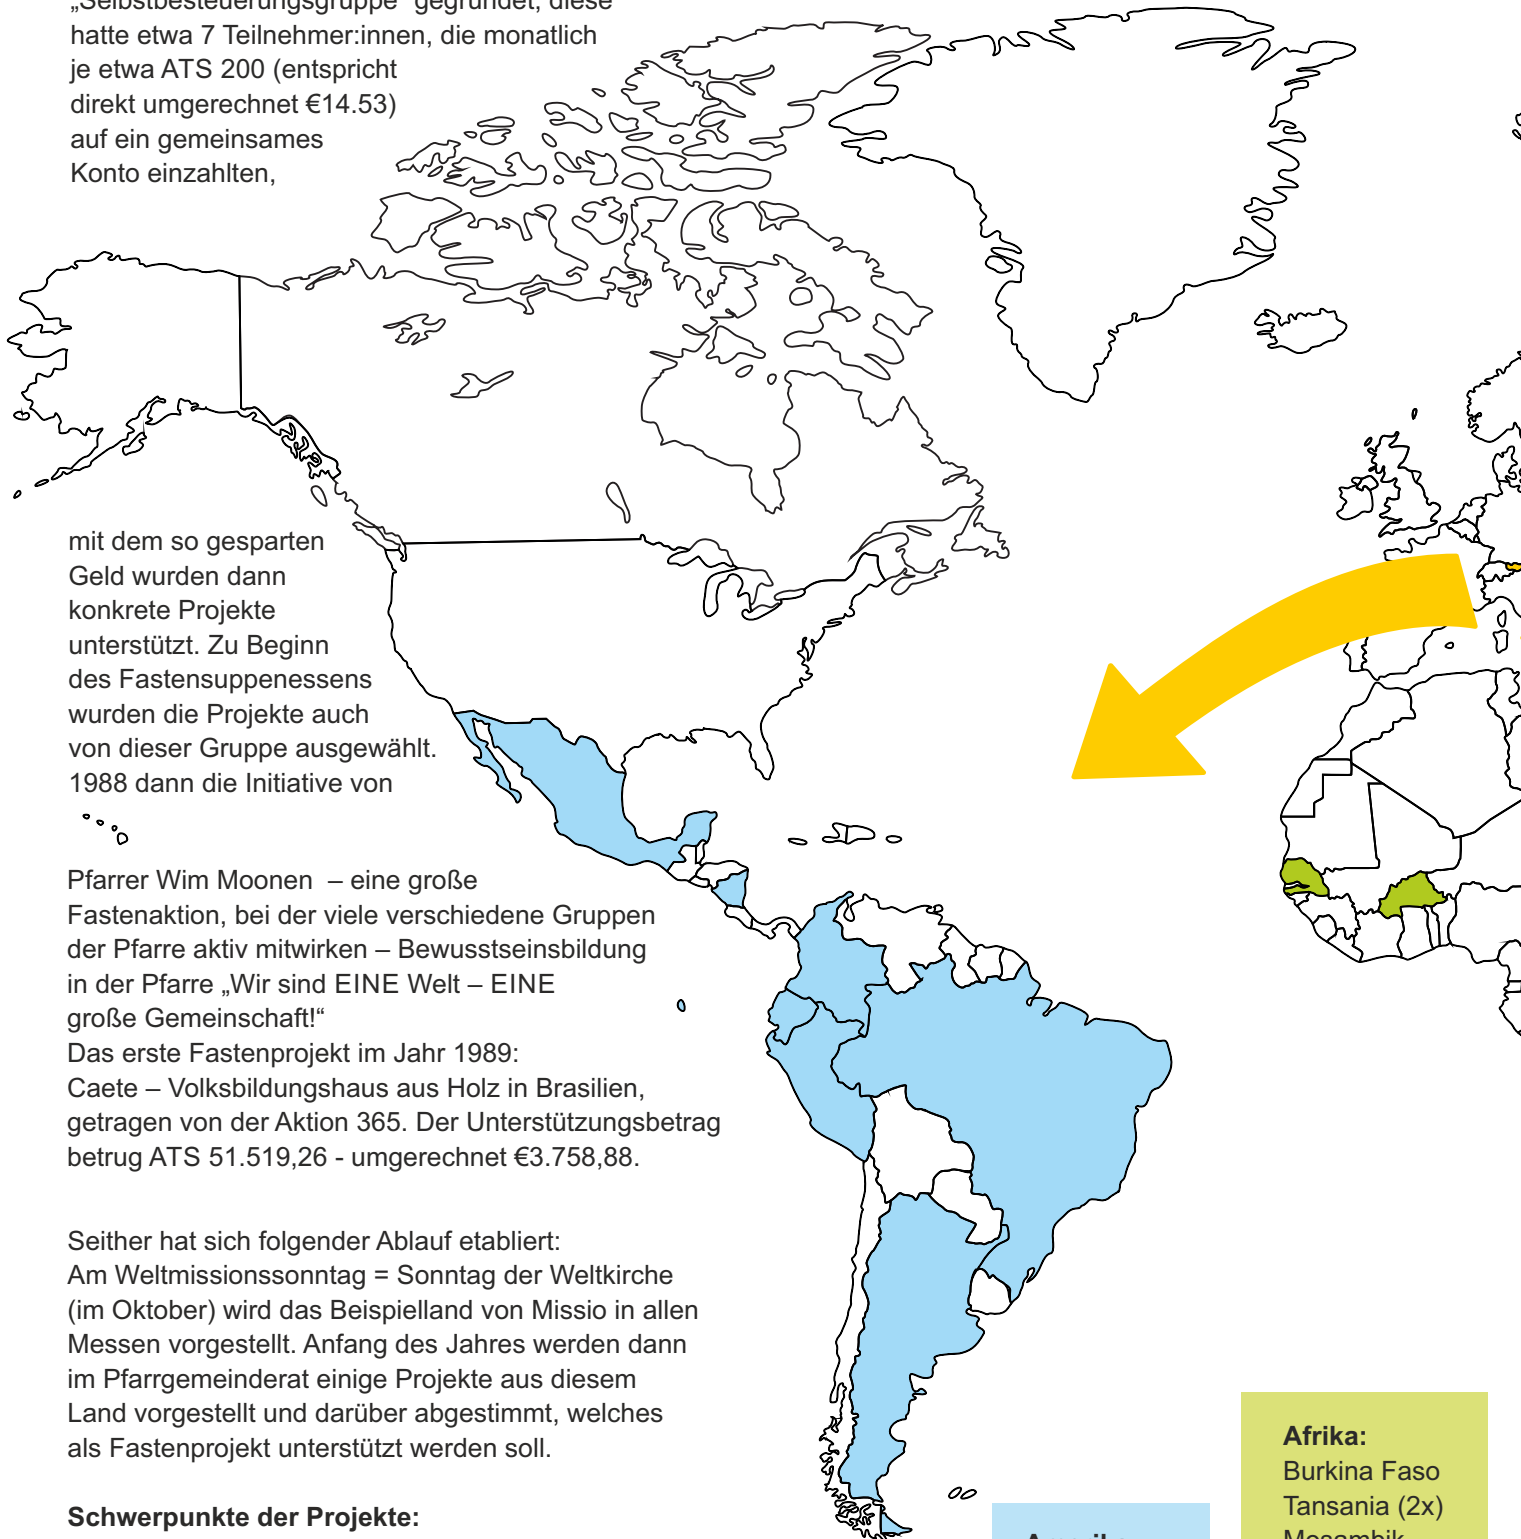 „Selbstbesteuerungsgruppe“ gegründet, diese
hatte etwa 7 Teilnehmer:innen, die monatlich
je etwa ATS 200 (entspricht
direkt umgerechnet €14.53)
auf ein gemeinsames
Konto einzahlten,
mit dem so gesparten
Geld wurden dann
konkrete Projekte
unterstützt. Zu Beginn
des Fastensuppenessens
wurden die Projekte auch
von dieser Gruppe ausgewählt.
1988 dann die Initiative von
Pfarrer Wim Moonen – eine große
Fastenaktion, bei der viele verschiedene Gruppen
der Pfarre aktiv mitwirken – Bewusstseinsbildung
in der Pfarre „Wir sind EINE Welt – EINE
große Gemeinschaft!“
Das erste Fastenprojekt im Jahr 1989:
Caete – Volksbildungshaus aus Holz in Brasilien,
getragen von der Aktion 365. Der Unterstützungsbetrag
betrug ATS 51.519,26 - umgerechnet €3.758,88.
Seither hat sich folgender Ablauf etabliert:
Am Weltmissionssonntag = Sonntag der Weltkirche
(im Oktober) wird das Beispielland von Missio in allen
Messen vorgestellt. Anfang des Jahres werden dann
im Pfarrgemeinderat einige Projekte aus diesem
Land vorgestellt und darüber abgestimmt, welches
als Fastenprojekt unterstützt werden soll.
Schwerpunkte der Projekte:
Afrika:
Burkina Faso
Tansania (2x)
Mosambik